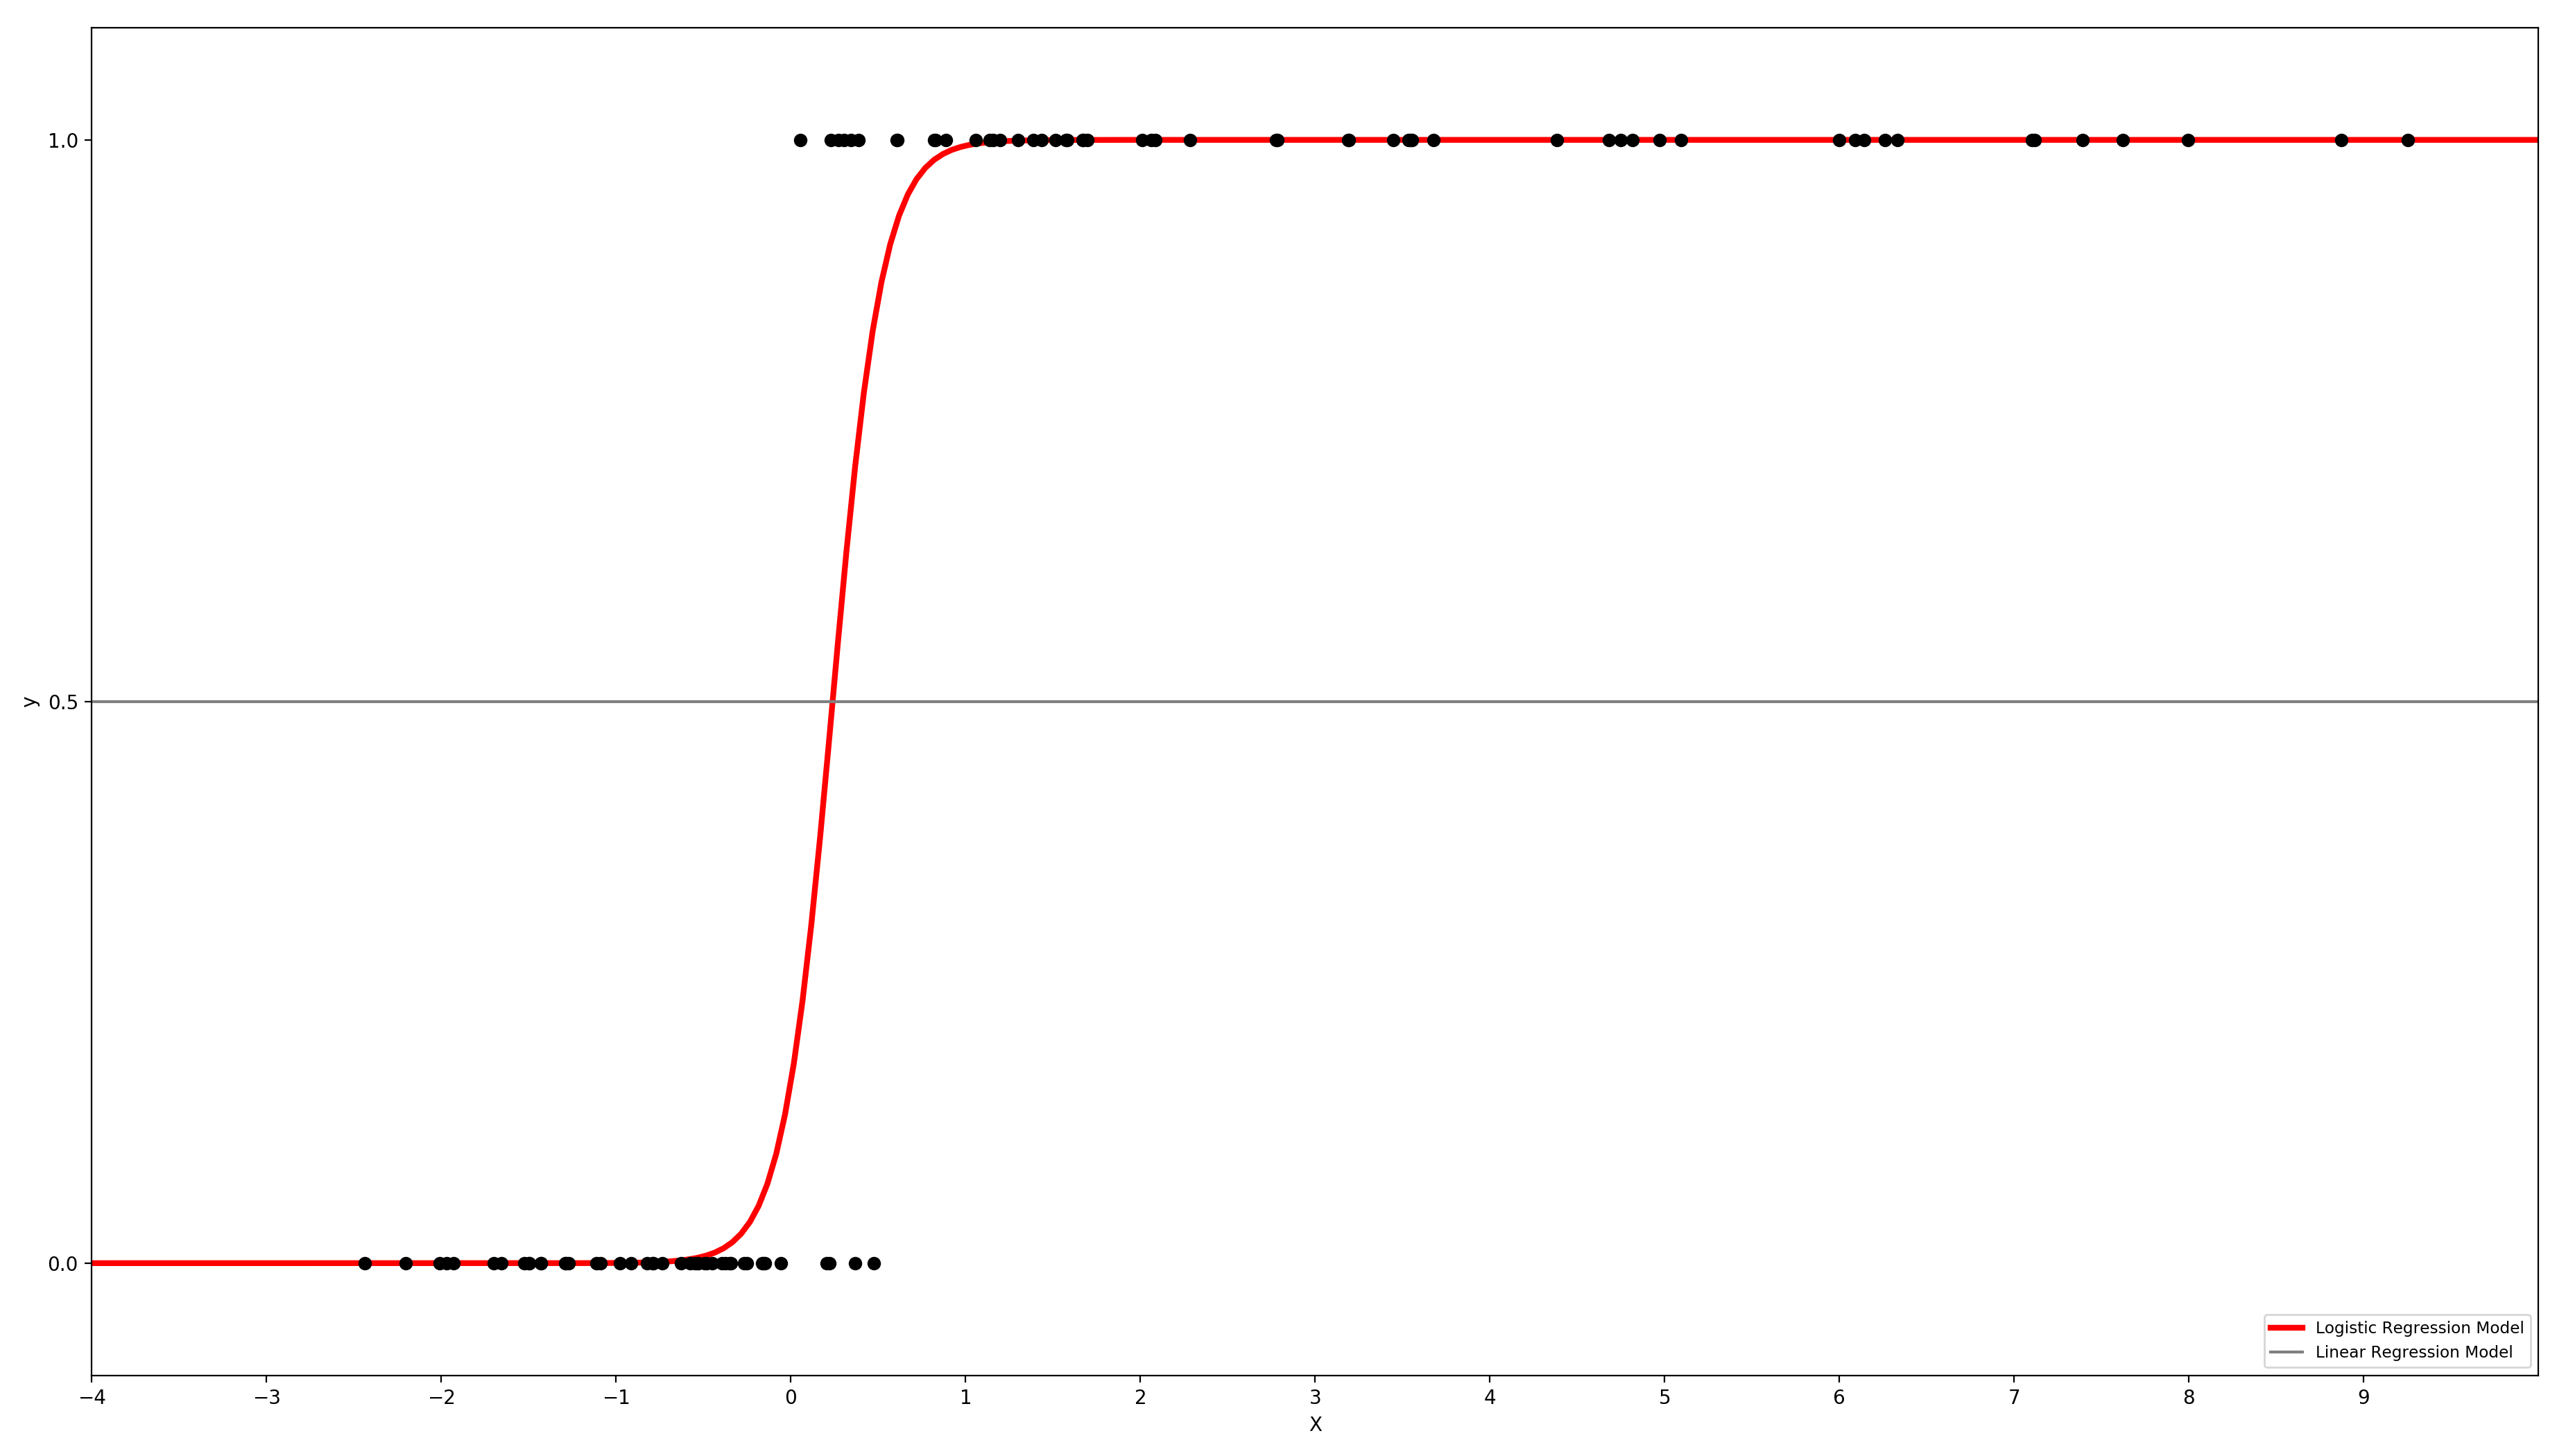 1.0
y 0.5
0.0
Logistic Regression Model
Linear Regression Model
−4 −3 −2 −1 0 1 2 3 4 5 6 7 8 9
X